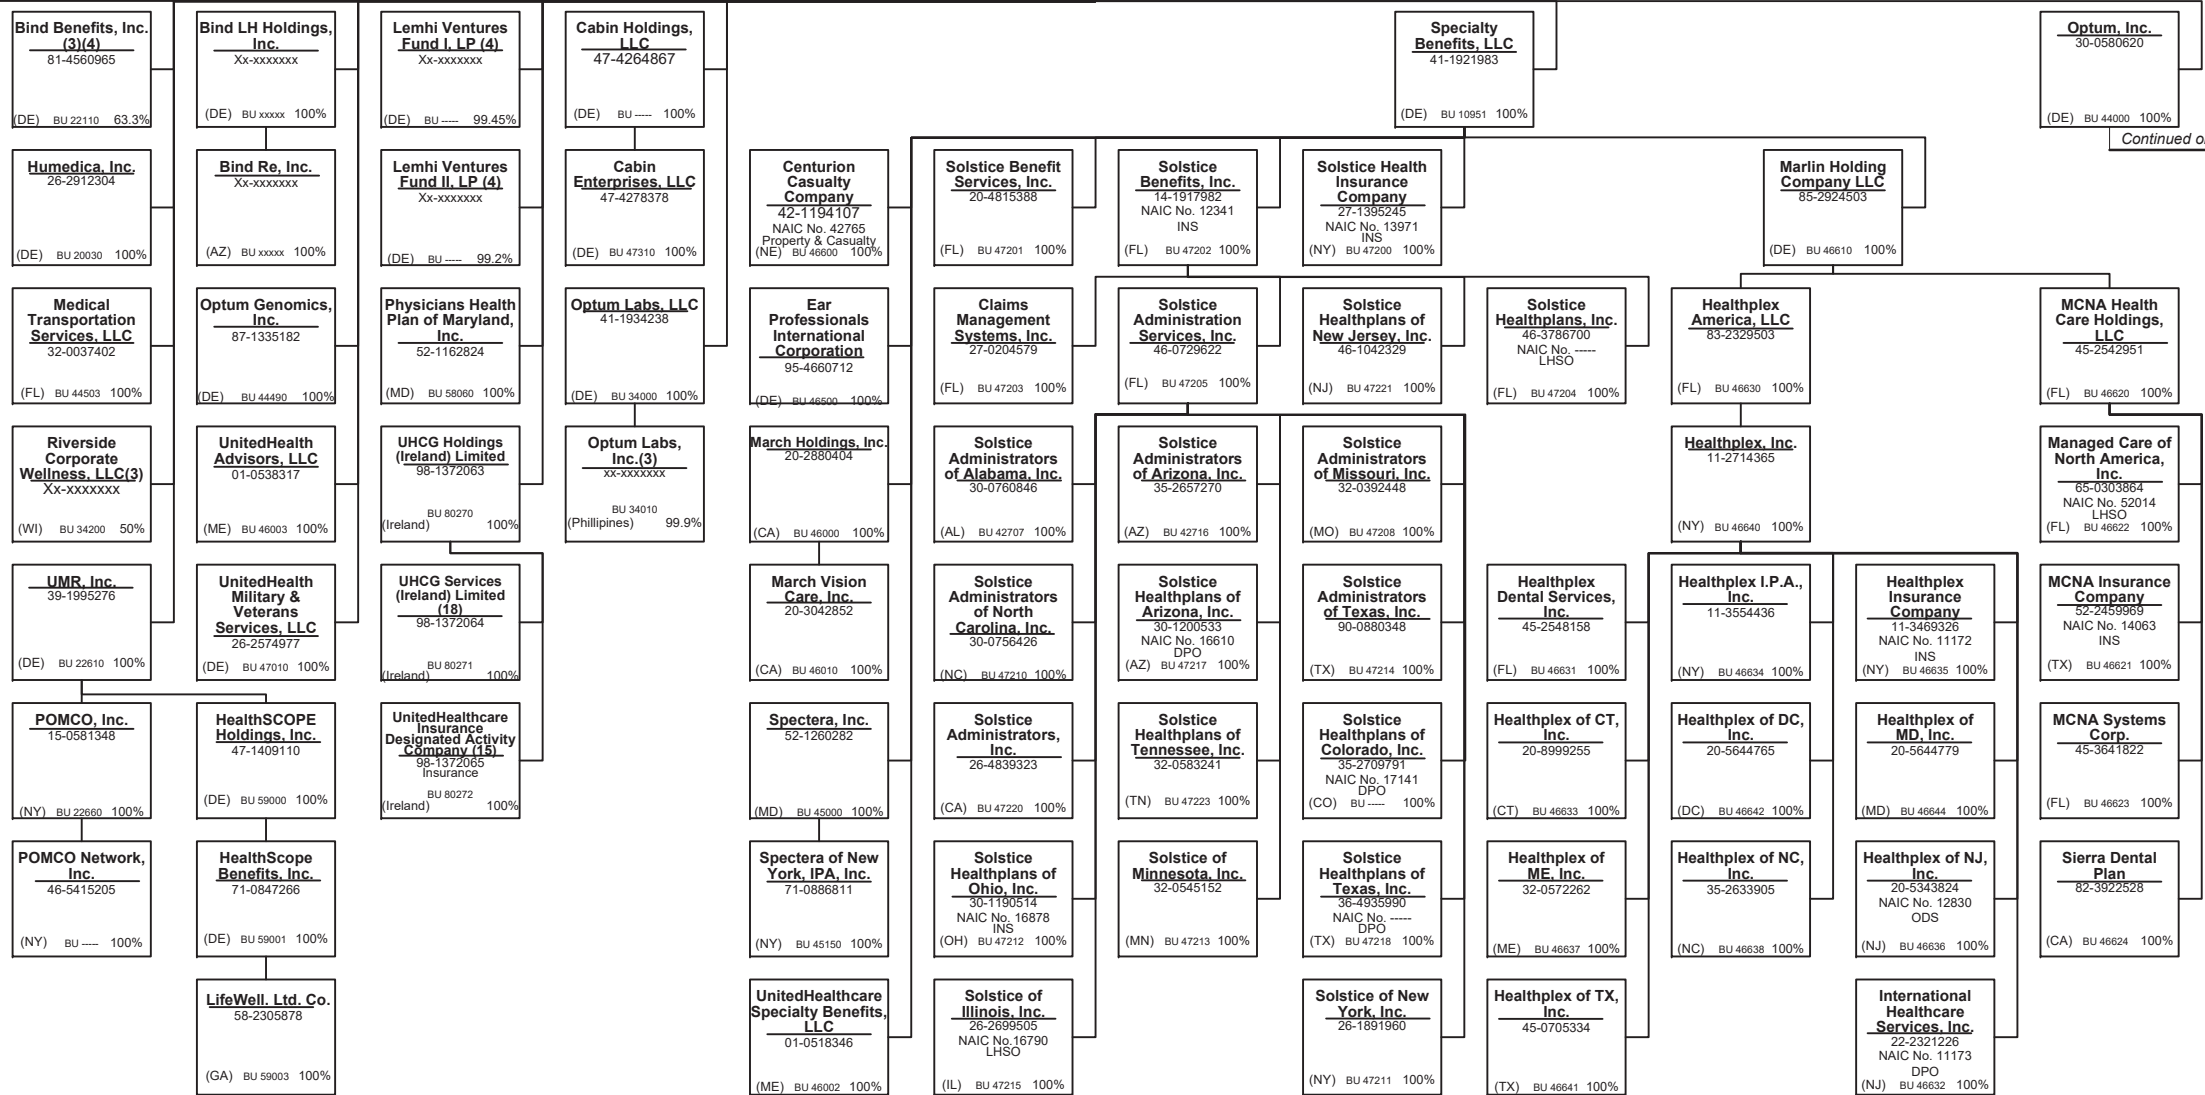 Bind Benefits, Inc.
(3)(4)
81-4560965
(DE) BU 22110 63.3%
Bind LH Holdings,
Inc.
Xx-xxxxxxx
(DE) BU xxxxx 100%
Lemhi Ventures
Fund I, LP (4)
Xx-xxxxxxx
(DE) BU ----- 99.45%
Cabin Holdings,
LLC
47-4264867
(DE) BU ----- 100%
Specialty
Benefits, LLC
41-1921983
(DE) BU 10951 100%
Optum, Inc.
30-0580620
(DE) BU 44000 100%
Continued o
Humedica, Inc.
26-2912304
(DE) BU 20030 100%
Bind Re, Inc.
Xx-xxxxxxx
(AZ) BU xxxxx 100%
Lemhi Ventures
Fund II, LP (4)
Xx-xxxxxxx
(DE) BU ----- 99.2%
Cabin
Enterprises, LLC
47-4278378
(DE) BU 47310 100%
Centurion
Casualty
Company
42-1194107
NAIC No. 42765
Property & Casualty
(NE) BU 46600 100%
Solstice Benefit
Services, Inc.
20-4815388
(FL) BU 47201 100%
Solstice
Benefits, Inc.
14-1917982
NAIC No. 12341
INS
(FL) BU 47202 100%
Solstice Health
Insurance
Company
27-1395245
NAIC No. 13971
INS
(NY) BU 47200 100%
Marlin Holding
Company LLC
85-2924503
(DE) BU 46610 100%
Medical
Transportation
Services, LLC
32-0037402
(FL) BU 44503 100%
Optum Genomics,
Inc.
87-1335182
(DE) BU 44490 100%
Physicians Health
Plan of Maryland,
Inc.
52-1162824
(MD) BU 58060 100%
Optum Labs, LLC
41-1934238
(DE) BU 34000 100%
Ear
Professionals
International
Corporation
95-4660712
(DE) BU 46500 100%
Claims
Management
Systems, Inc.
27-0204579
(FL) BU 47203 100%
Solstice
Administration
Services, Inc.
46-0729622
(FL) BU 47205 100%
Solstice
Healthplans of
New Jersey, Inc.
46-1042329
(NJ) BU 47221 100%
Solstice
Healthplans, Inc.
46-3786700
NAIC No. -----
LHSO
(FL) BU 47204 100%
Healthplex
America, LLC
83-2329503
(FL) BU 46630 100%
MCNA Health
Care Holdings,
LLC
45-2542951
(FL) BU 46620 100%
Riverside
Corporate
Wellness, LLC(3)
Xx-xxxxxxx
(WI) BU 34200 50%
UnitedHealth
Advisors, LLC
01-0538317
(ME) BU 46003 100%
UHCG Holdings
(Ireland) Limited
98-1372063
BU 80270
(Ireland) 100%
Optum Labs,
Inc.(3)
xx-xxxxxxx
BU 34010
(Phillipines) 99.9%
March Holdings, Inc.
20-2880404
(CA) BU 46000 100%
Solstice
Administrators
of Alabama, Inc.
30-0760846
(AL) BU 42707 100%
Solstice
Administrators
of Arizona, Inc.
35-2657270
(AZ) BU 42716 100%
Solstice
Administrators
of Missouri, Inc.
32-0392448
(MO) BU 47208 100%
Healthplex, Inc.
11-2714365
(NY) BU 46640 100%
Managed Care of
North America,
Inc.
65-0303864
NAIC No. 52014
LHSO
(FL) BU 46622 100%
UMR, Inc.
39-1995276
(DE) BU 22610 100%
UnitedHealth
Military &
Veterans
Services, LLC
26-2574977
(DE) BU 47010 100%
UHCG Services
(Ireland) Limited
(18)
98-1372064
BU 80271
(Ireland) 100%
March Vision
Care, Inc.
20-3042852
(CA) BU 46010 100%
Solstice
Administrators
of North
Carolina, Inc.
30-0756426
(NC) BU 47210 100%
Solstice
Healthplans of
Arizona, Inc.
30-1200533
NAIC No. 16610
DPO
(AZ) BU 47217 100%
Solstice
Administrators
of Texas, Inc.
90-0880348
(TX) BU 47214 100%
Healthplex
Dental Services,
Inc.
45-2548158
(FL) BU 46631 100%
Healthplex I.P.A.,
Inc.
11-3554436
(NY) BU 46634 100%
Healthplex
Insurance
Company
11-3469326
NAIC No. 11172
INS
(NY) BU 46635 100%
MCNA Insurance
Company
52-2459969
NAIC No. 14063
INS
(TX) BU 46621 100%
POMCO, Inc.
15-0581348
(NY) BU 22660 100%
HealthSCOPE
Holdings, Inc.
47-1409110
(DE) BU 59000 100%
UnitedHealthcare
Insurance
Designated Activity
Company (15)
98-1372065
Insurance
BU 80272
(Ireland) 100%
Spectera, Inc.
52-1260282
(MD) BU 45000 100%
Solstice
Administrators,
Inc.
26-4839323
(CA) BU 47220 100%
Solstice
Healthplans of
Tennessee, Inc.
32-0583241
(TN) BU 47223 100%
Solstice
Healthplans of
Colorado, Inc.
35-2709791
NAIC No. 17141
DPO
(CO) BU ----- 100%
Healthplex of CT,
Inc.
20-8999255
(CT) BU 46633 100%
Healthplex of DC,
Inc.
20-5644765
(DC) BU 46642 100%
Healthplex of
MD, Inc.
20-5644779
(MD) BU 46644 100%
MCNA Systems
Corp.
45-3641822
(FL) BU 46623 100%
POMCO Network,
Inc.
46-5415205
(NY) BU ----- 100%
HealthScope
Benefits, Inc.
71-0847266
(DE) BU 59001 100%
Spectera of New
York, IPA, Inc.
71-0886811
(NY) BU 45150 100%
Solstice
Healthplans of
Ohio, Inc.
30-1190514
NAIC No. 16878
INS
(OH) BU 47212 100%
Solstice of
Minnesota, Inc.
32-0545152
(MN) BU 47213 100%
Solstice
Healthplans of
Texas, Inc.
36-4935990
NAIC No. -----
DPO
(TX) BU 47218 100%
Healthplex of
ME, Inc.
32-0572262
(ME) BU 46637 100%
Healthplex of NC,
Inc.
35-2633905
(NC) BU 46638 100%
Healthplex of NJ,
Inc.
20-5343824
NAIC No. 12830
ODS
(NJ) BU 46636 100%
Sierra Dental
Plan
82-3922528
(CA) BU 46624 100%
LifeWell. Ltd. Co.
58-2305878
(GA) BU 59003 100%
UnitedHealthcare
Specialty Benefits,
LLC
01-0518346
(ME) BU 46002 100%
Solstice of
Illinois, Inc.
26-2699505
NAIC No.16790
LHSO
(IL) BU 47215 100%
Solstice of New
York, Inc.
26-1891960
(NY) BU 47211 100%
Healthplex of TX,
Inc.
45-0705334
(TX) BU 46641 100%
International
Healthcare
Services, Inc.
22-2321226
NAIC No. 11173
DPO
(NJ) BU 46632 100%